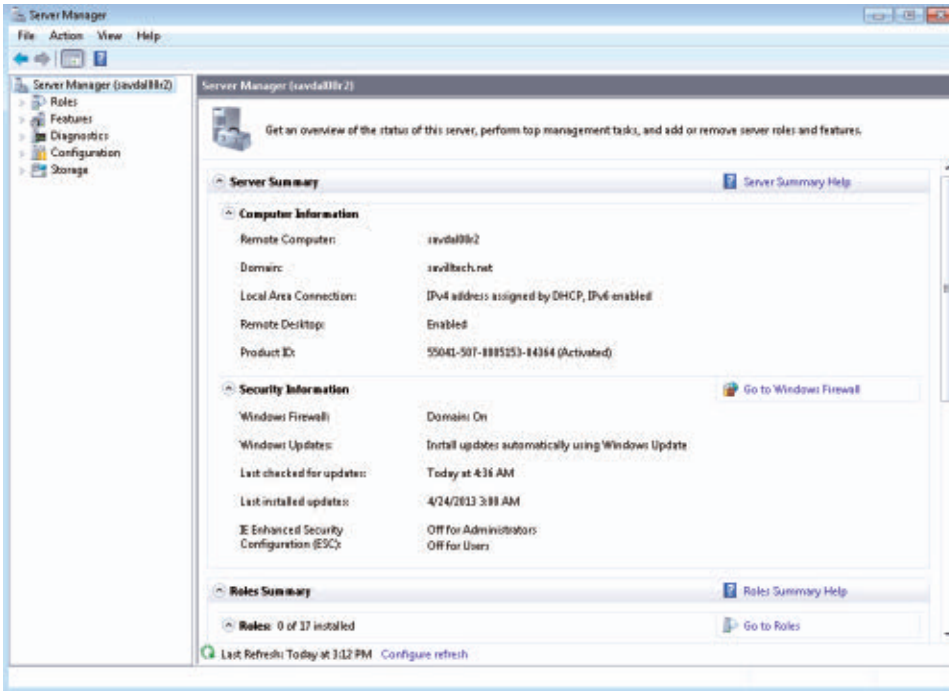 Server Manager
File Action View Help
Server Manager (savdal08r2)
Roles
Features
Diagnostics
Configuration
Storage
Server Manager (savdal08r2)
Get an overview of the status of this server, perform top management tasks, and add or remove server roles and features.
Server Summary
Server Summary Help
Computer Information
Remote Computer: savdal08r2
Domain: savilltech.net
Local Area Connection: IPv4 address assigned by DHCP, IPv6 enabled
Remote Desktop: Enabled
Product ID: (Activated)
Security Information
Go to Windows Firewall
Windows Firewall: Domain: On
Windows Updates: Install updates automatically using Windows Update
Last checked for updates: Today at 4:36 AM
Last installed updates: 4/24/2013 3:00 AM
IE Enhanced Security Configuration (ESC): Off for Administrators
Off for Users
Roles Summary
Roles Summary Help
Roles: 0 of 17 installed
Go to Roles
Last Refresh: Today at 3:12 PM Configure refresh